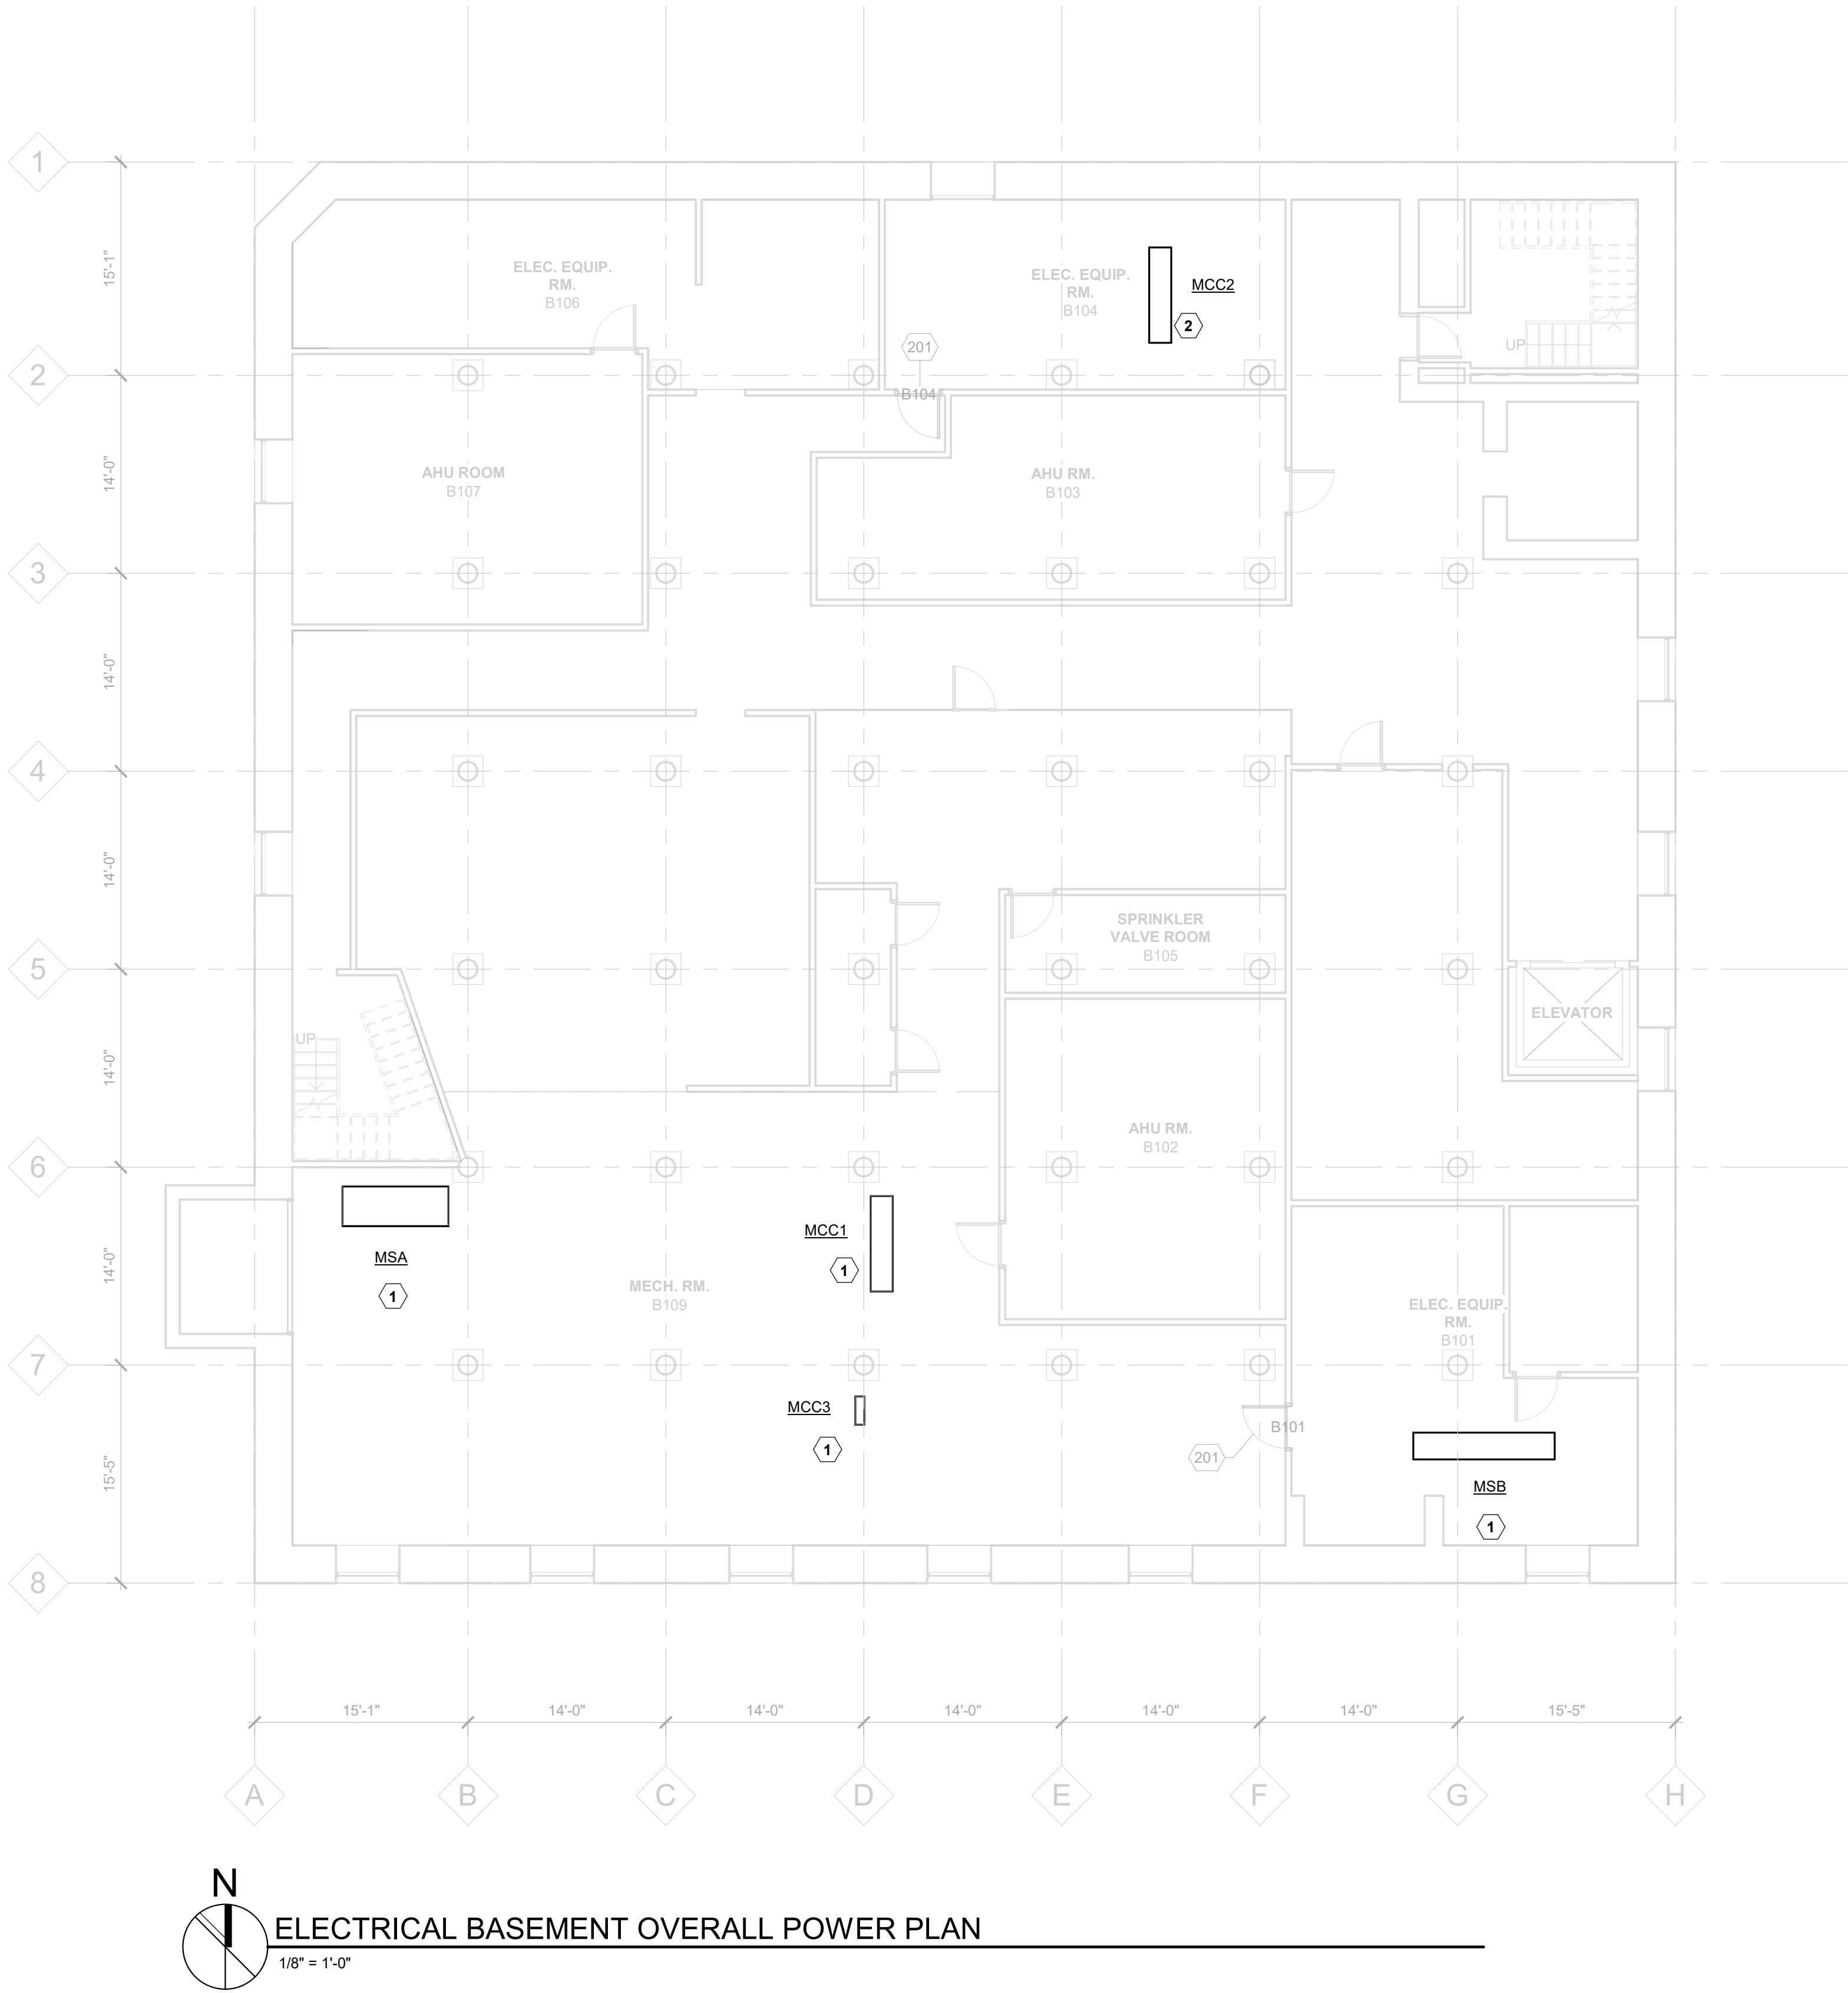 1
15'-1"
ELEC. EQUIP.
RM.
B106
ELEC. EQUIP.
RM.
B104
MCC2
2
201
B104
UP
2
14'-0"
AHU ROOM
B107
AHU RM.
B103
3
14'-0"
4
14'-0"
SPRINKLER
VALVE ROOM
B105
5
ELEVATOR
UP
14'-0"
AHU RM.
B102
6
14'-0"
MSA
1
MCC1
1
MECH. RM.
B109
ELEC. EQUIP.
RM.
B101
7
MCC3
1
B101
201
15'-5"
MSB
1
8
15'-1"
14'-0"
14'-0"
14'-0"
14'-0"
14'-0"
15'-5"
A
B
C
D
E
F
G
H
N
ELECTRICAL BASEMENT OVERALL POWER PLAN
1/8" = 1'-0"